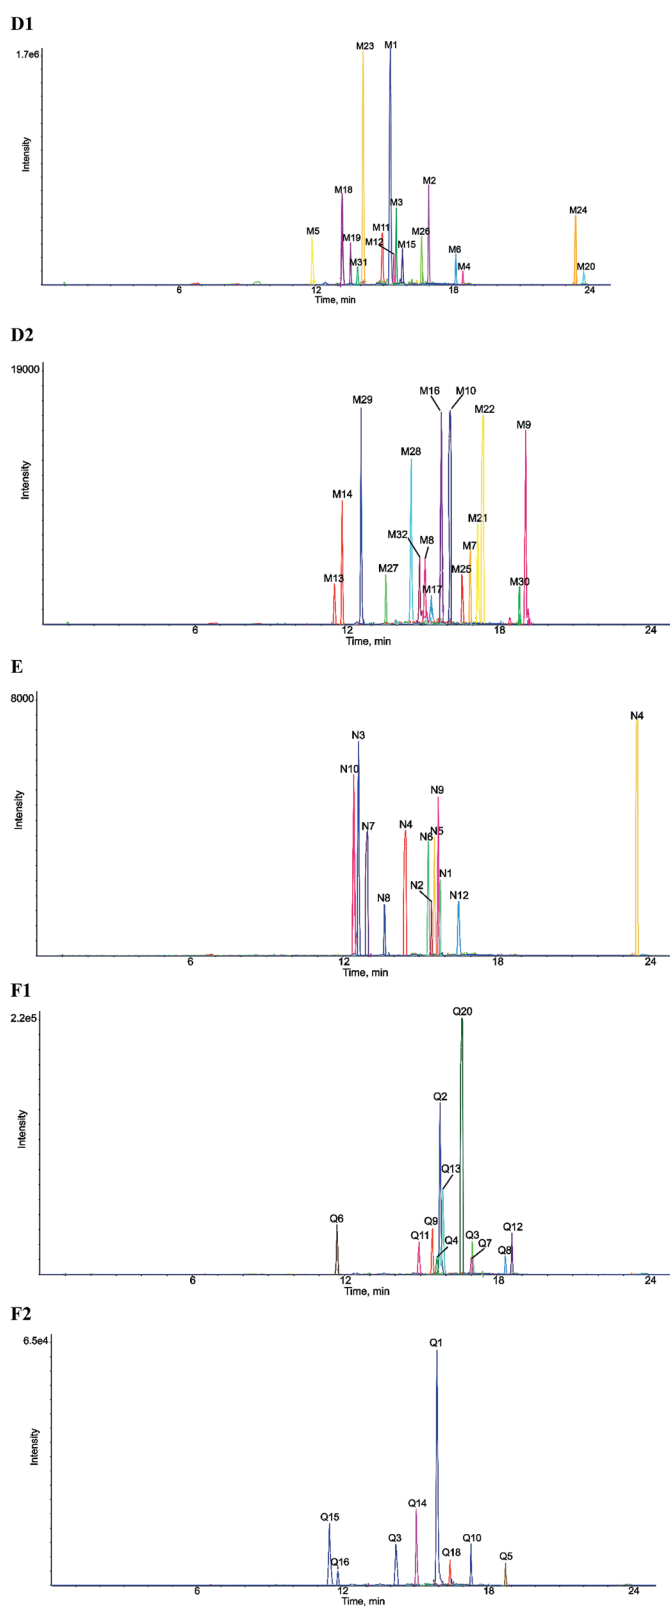 D1
1.7e6
M23
M1
M18
M2
M3
M24
M11
M26
M5
M19
M12
M15
M6
M31
M4
M20
Intensity
6
12
18
24
Time, min
D2
19000
M16
M10
M29
M22
M9
M28
M14
M21
M32
M8
M7
M13
M27
M25
M17
M30
Intensity
6
12
18
24
Time, min
E
8000
N4
N3
N10
N9
N7
N4
N5
N6
N2
N1
N8
N12
Intensity
6
12
18
24
Time, min
F1
2.2e5
Q20
Q2
Q13
Q6
Q9
Q11
Q4
Q3
Q7
Q12
Q8
Intensity
12
18
24
Time, min
F2
6.5e4
Q1
Q15
Q14
Q3
Q10
Q16
Q18
Q5
Intensity
6
12
18
24
Time, min